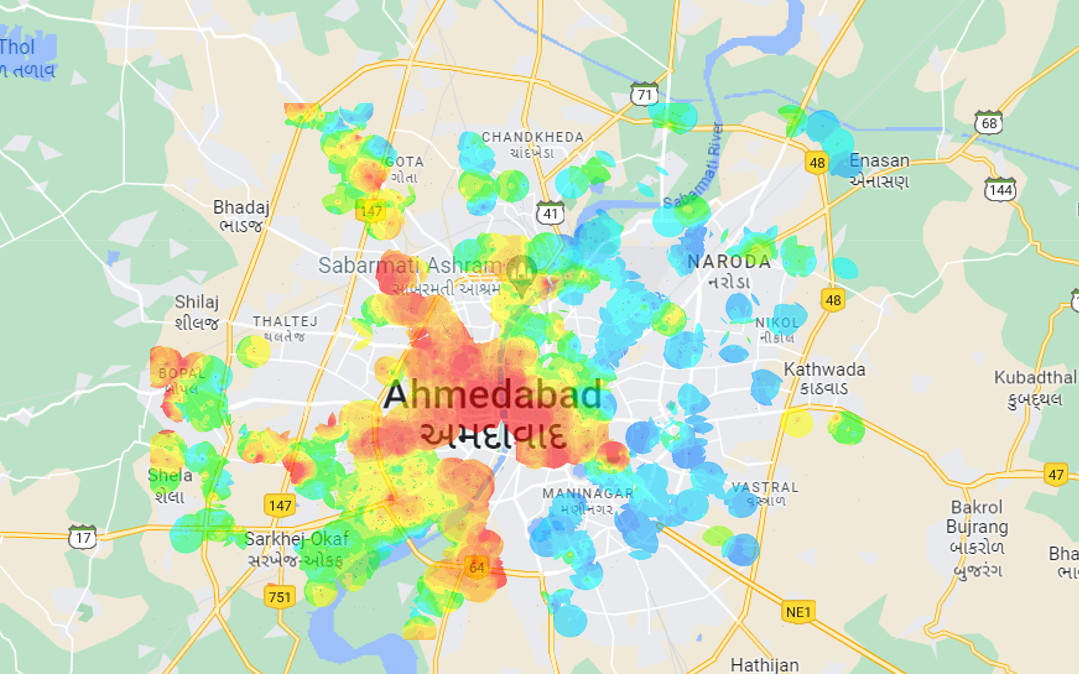 Thol
ળ તળાવ
71
68
CHANDKHEDA
ચાંદખેડા
GOTA
ગોતા
48
Enasan
એનાસણ
144
Bhadaj
ભાડજ
147
41
Sabarmati River
Sabarmati Ashram
સાબરમતી આશ્રમ
NARODA
નરોડા
Shilaj
શીલજ
THALTEJ
થલતેજ
48
NIKOL
નીકોલ
BOPAL
બોપલ
Kathwada
કાઠવાડ
Kubadthal
કુબદ્થલ
Ahmedabad
અમદાવાદ
Shela
શેલા
47
MANINAGAR
મણીનગર
VASTRAL
વસ્ત્રાળ
147
Bakrol
Bujrang
બાકરોળ
બુજરંગ
17
Sarkhej-Okaf
સરખેજ-ઓકફ
Bha
64
751
NE1
Hathijan